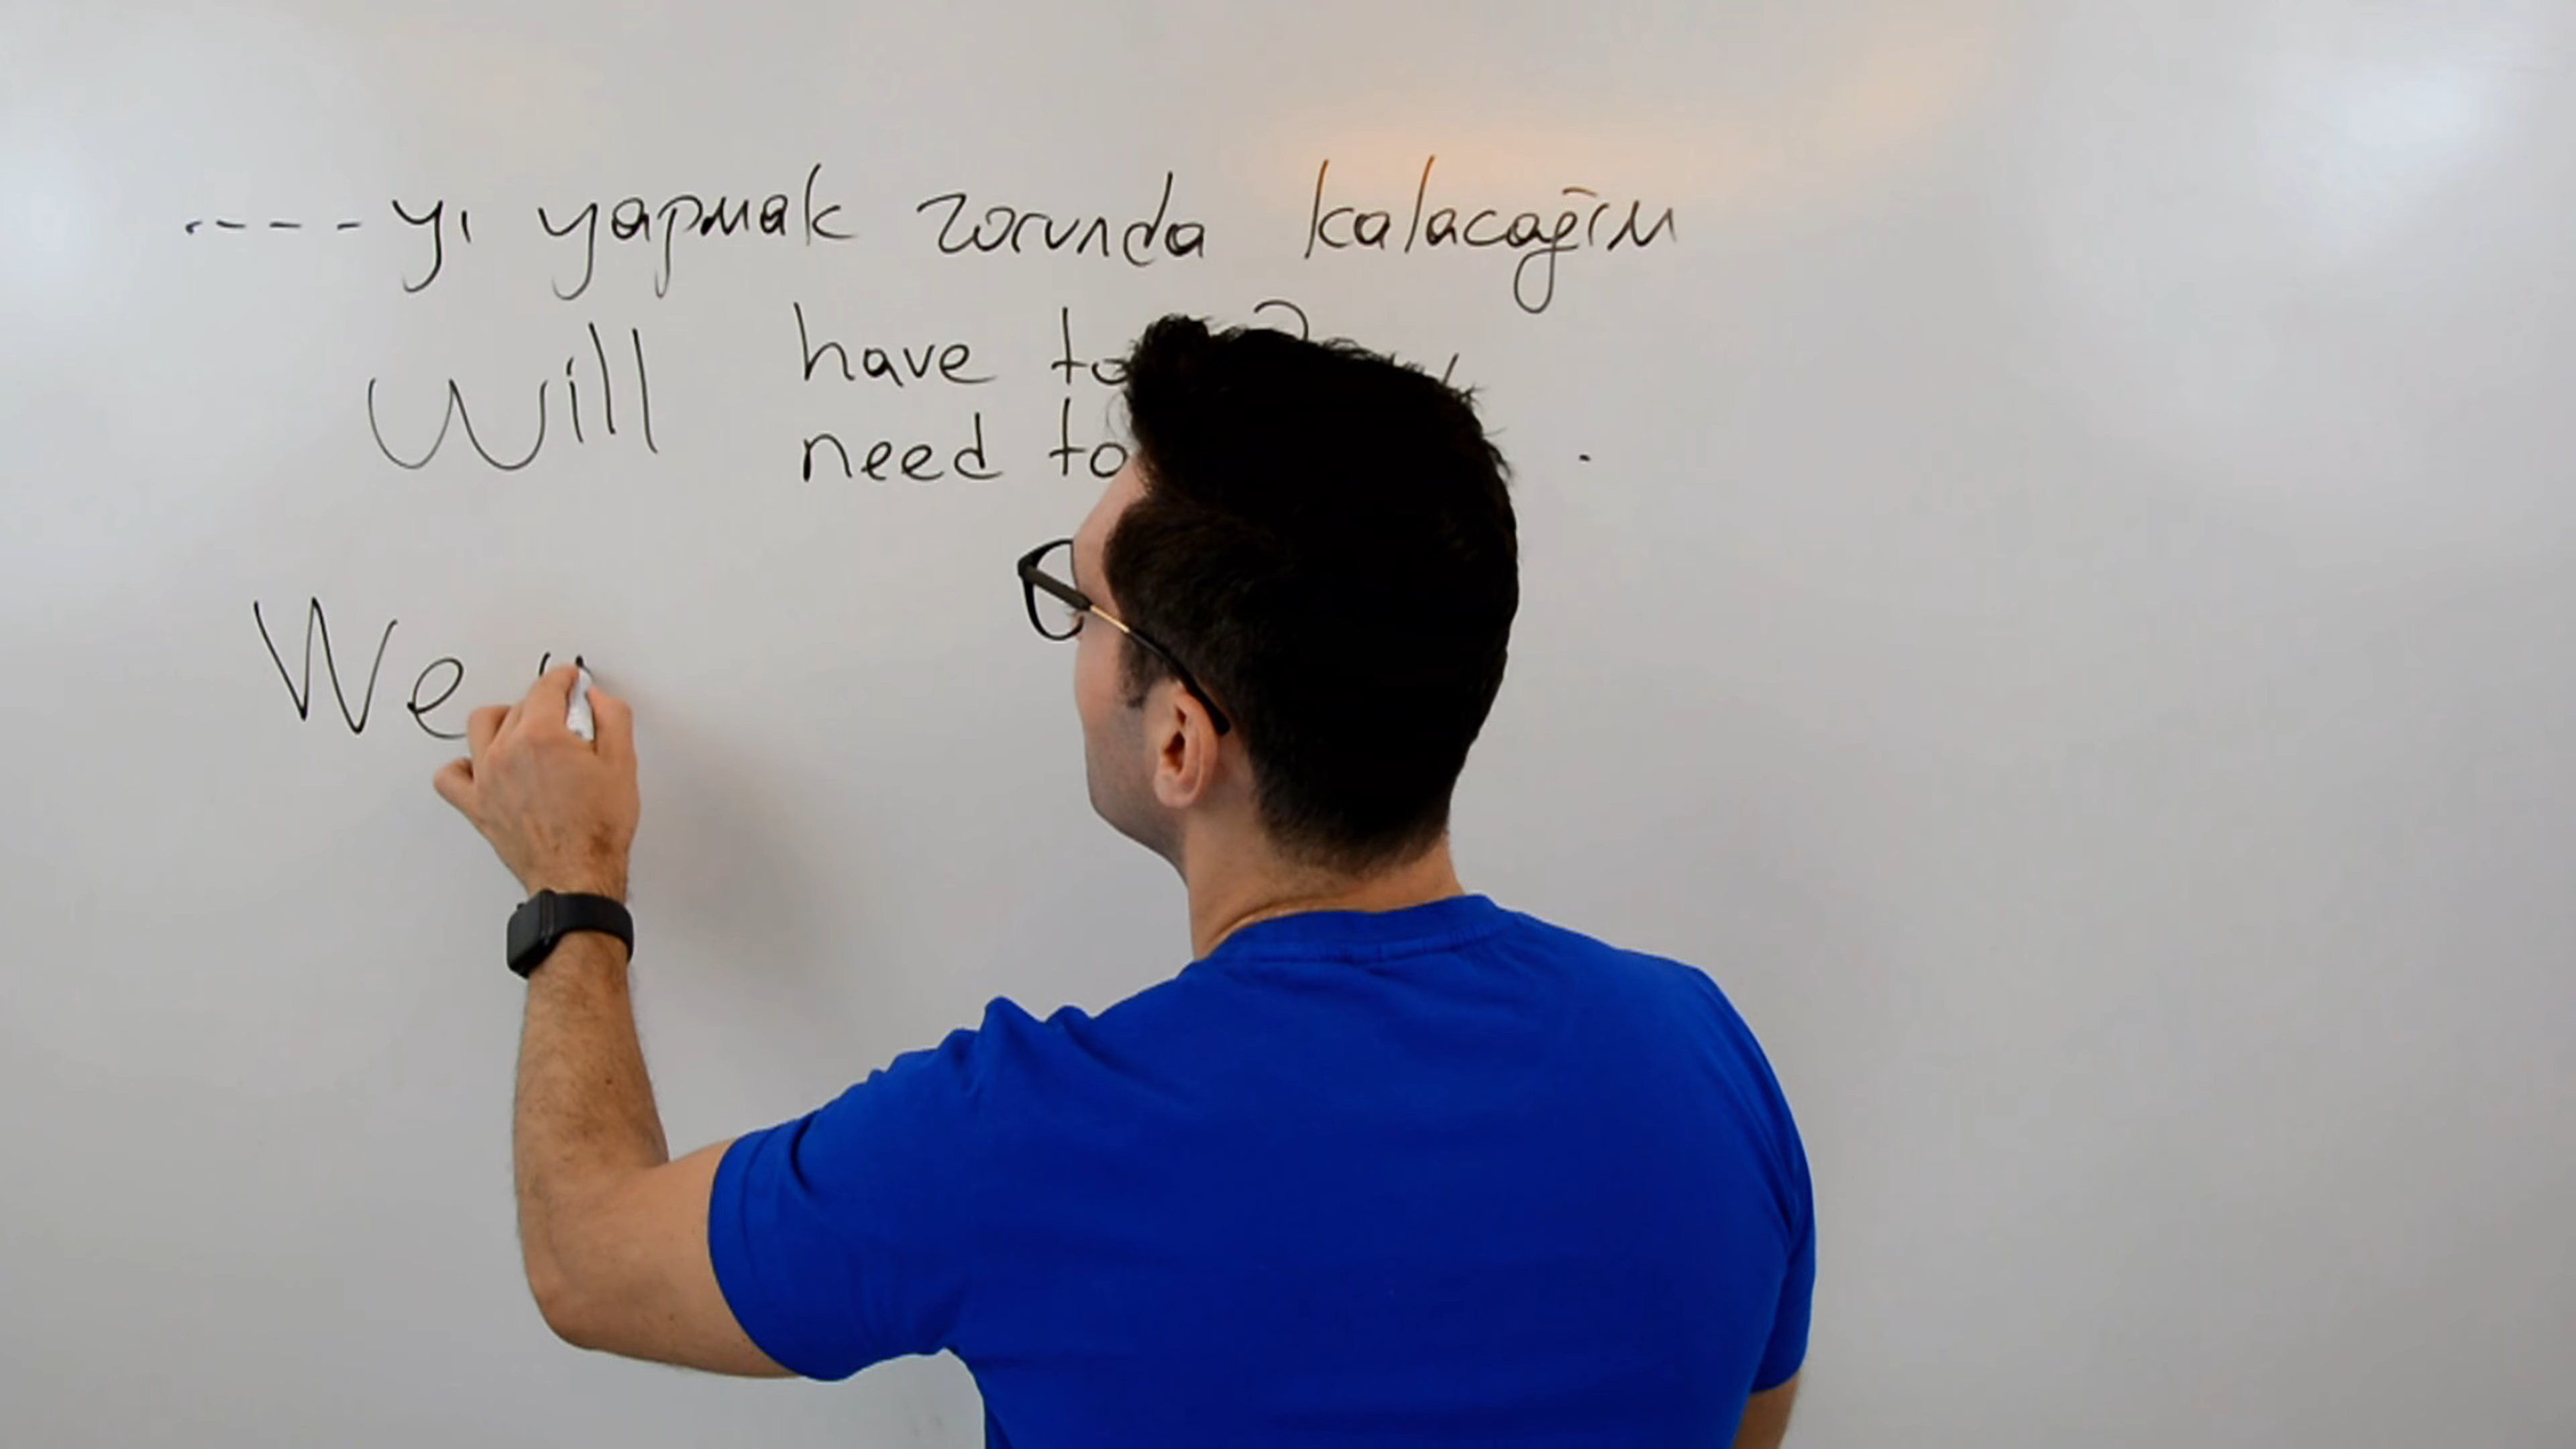 ----yı yapmak zorunda kalacağım
Will
have to
need to
We